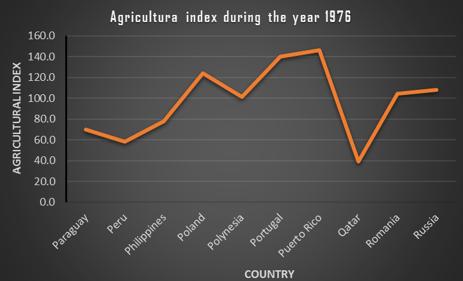 Agricultura index during the year 1976
160.0
140.0
120.0
100.0
80.0
60.0
40.0
20.0
0.0
AGRICULTURAL INDEX
Paraguay
Peru
Philippines
Poland
Polynesia
Portugal
Puerto Rico
Qatar
Romania
Russia
COUNTRY